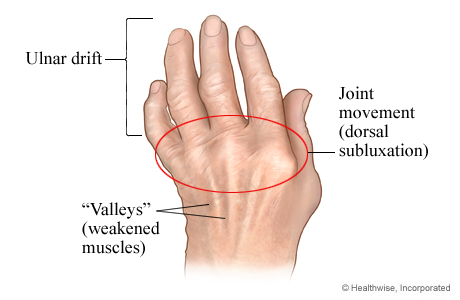 Ulnar drift
Joint
movement
(dorsal
subluxation)
“Valleys”
(weakened
muscles)
© Healthwise, Incorporated